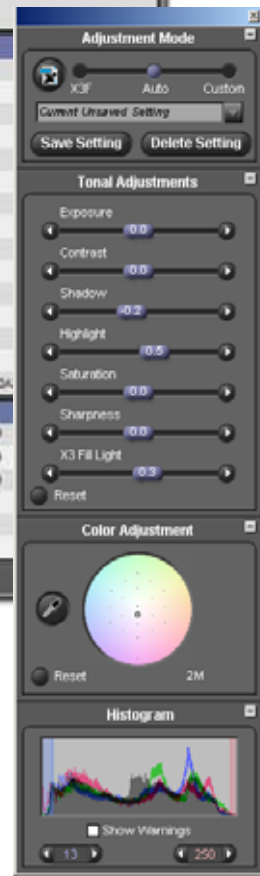 Adjustment Mode
X3F Auto Custom
Current Unsaved Setting
Save Setting Delete Setting
Tonal Adjustments
Exposure
0.0
Contrast
0.0
Shadow
-0.2
Highlight
0.5
Saturation
0.0
Sharpness
0.0
X3 Fill Light
0.3
Reset
Color Adjustment
Reset 2M
Histogram
Show Warnings
13 250